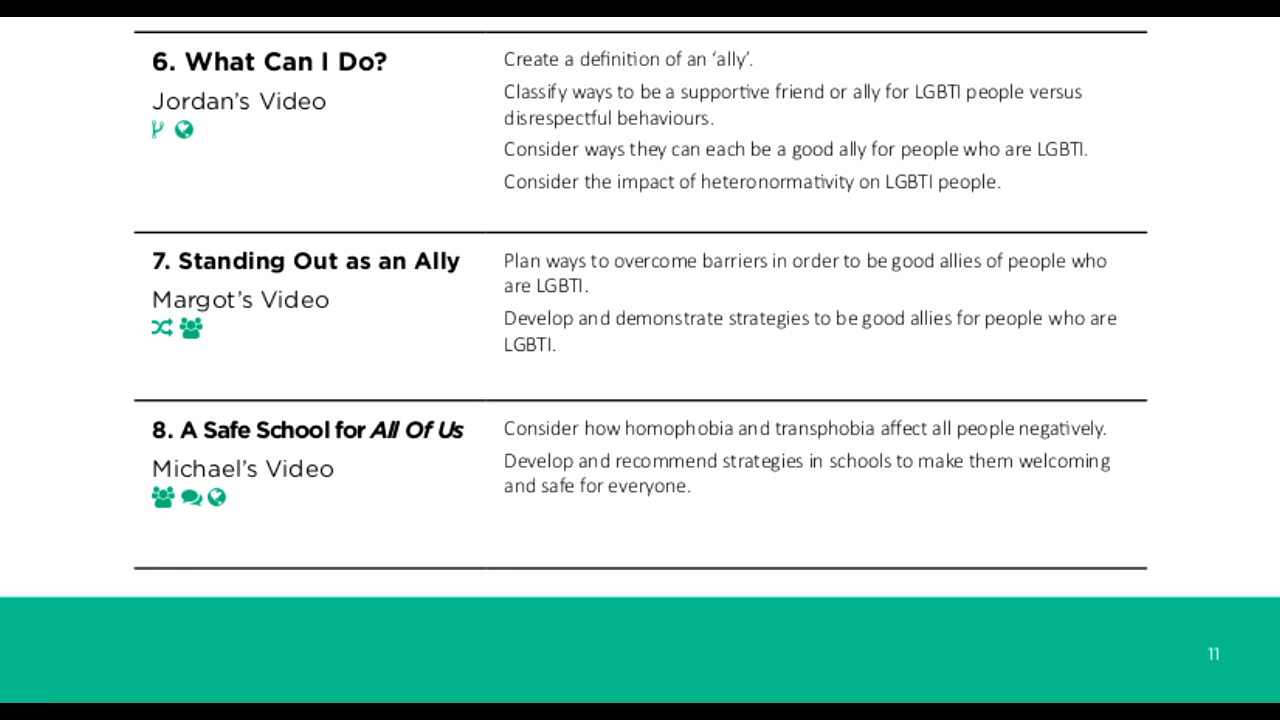 6. What Can I Do?
Jordan's Video
Create a definition of an ‘ally’.
Classify ways to be a supportive friend or ally for LGBTI people versus
disrespectful behaviours.
Consider ways they can each be a good ally for people who are LGBTI.
Consider the impact of heteronormativity on LGBTI people.
7. Standing Out as an Ally
Margot's Video
Plan ways to overcome barriers in order to be good allies of people who
are LGBTI.
Develop and demonstrate strategies to be good allies for people who are
LGBTI.
8. A Safe School for All Of Us
Michael's Video
Consider how homophobia and transphobia affect all people negatively.
Develop and recommend strategies in schools to make them welcoming
and safe for everyone.
11